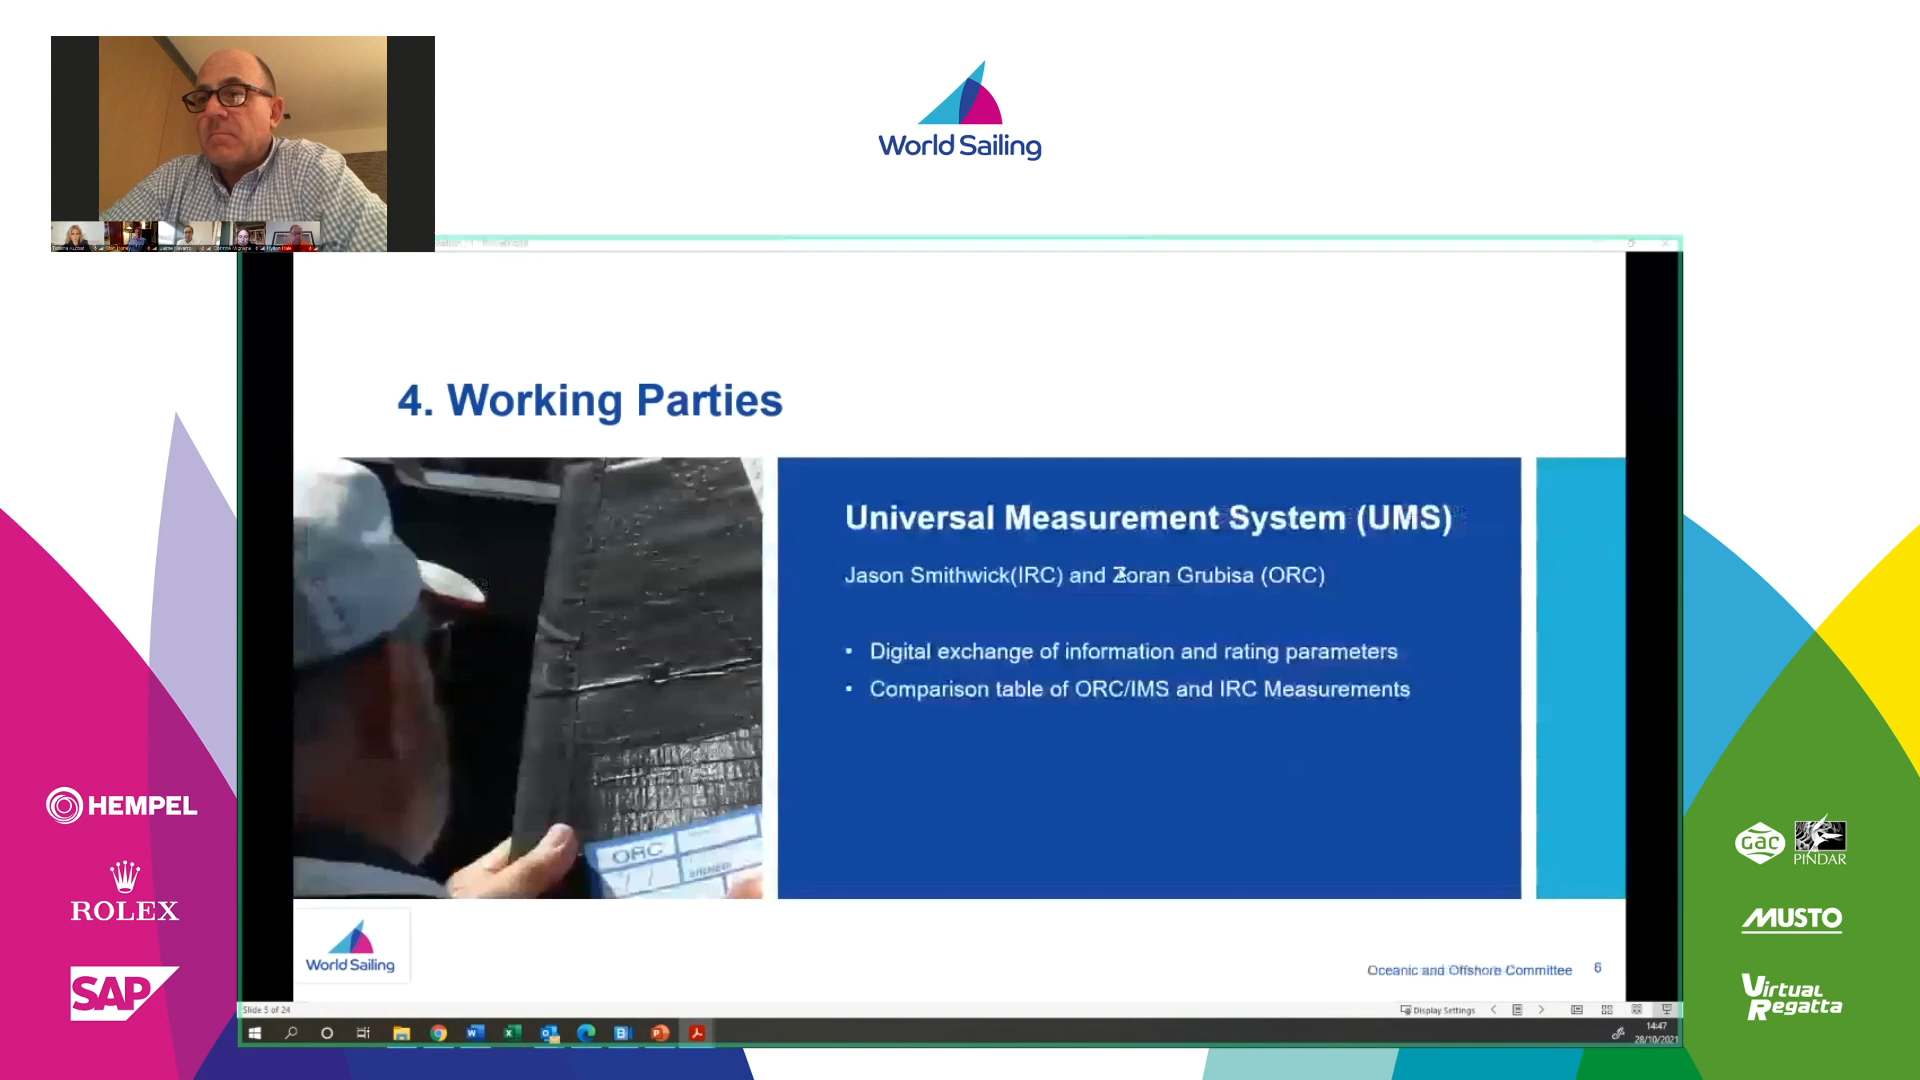 World Sailing
4. Working Parties
Universal Measurement System (UMS)
Jason Smithwick(IRC) and Zoran Grubisa (ORC)
• Digital exchange of information and rating parameters
• Comparison table of ORC/IMS and IRC Measurements
ORC
World Sailing
Oceanic and Offshore Committee 6
Slide 5 of 24
Display Settings
14:47
28/10/2021
HEMPEL
ROLEX
SAP
GAC
PINDAR
MUSTO
Virtual
Regatta